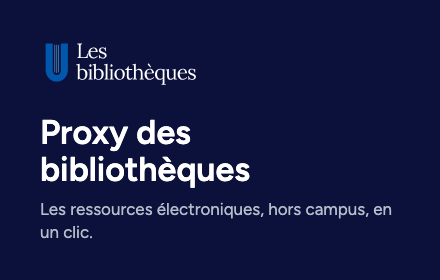 Les
bibliothèques
Proxy des
bibliothèques
Les ressources électroniques, hors campus, en
un clic.